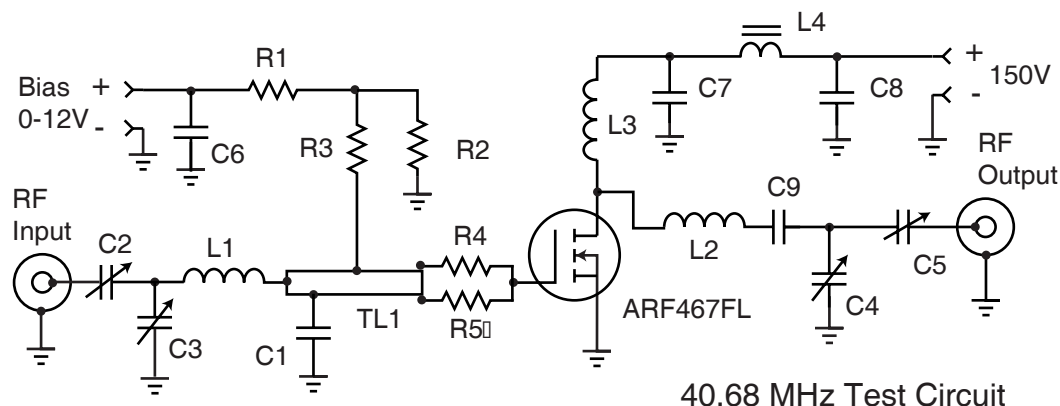 L4
R1
Bias + 
0-12V -
C6
R3
R2
L3
C7
C8
+
150V
-
RF
Output
C9
RF
Input
C2
L1
R4
L2
C5
C3
C1
TL1
R5▯
ARF467FL
C4
40.68 MHz Test Circuit